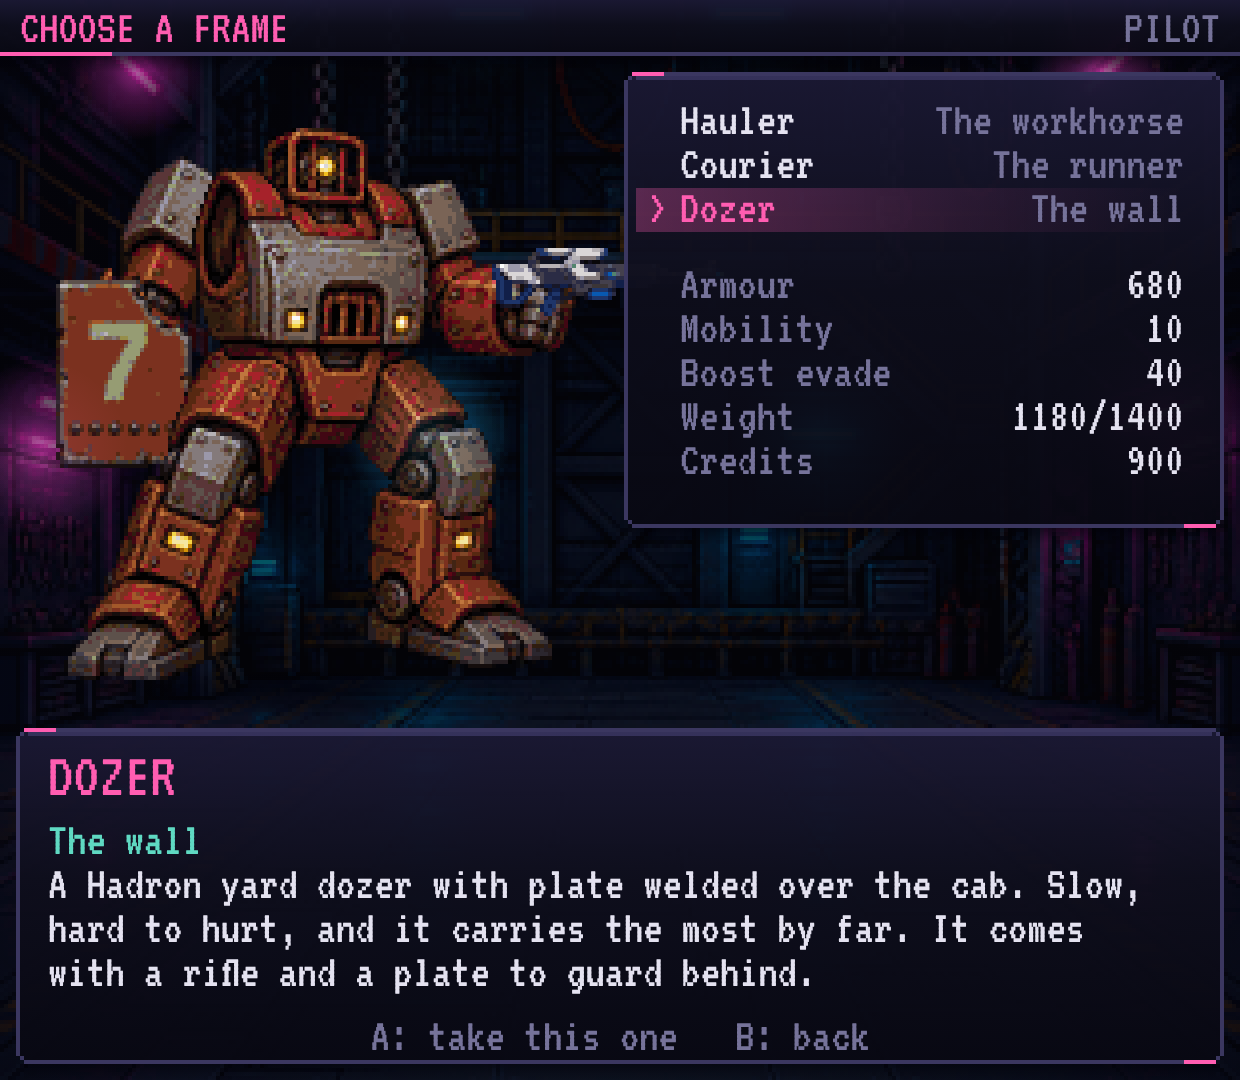 CHOOSE A FRAME PILOT
Hauler The workhorse
Courier The runner
> Dozer The wall
Armour 680
Mobility 10
Boost evade 40
Weight 1180/1400
Credits 900
7
DOZER
The wall
A Hadron yard dozer with plate welded over the cab. Slow,
hard to hurt, and it carries the most by far. It comes
with a rifle and a plate to guard behind.
A: take this one B: back